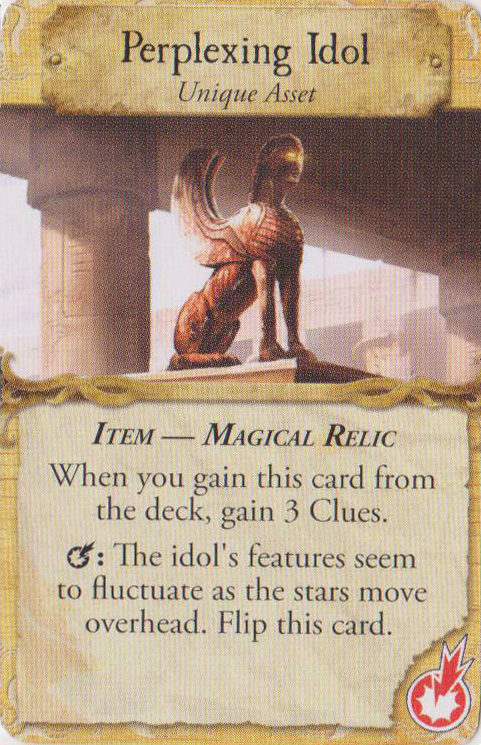 Perplexing Idol
Unique Asset
Item — Magical Relic
When you gain this card from
the deck, gain 3 Clues.
: The idol's features seem
to fluctuate as the stars move
overhead. Flip this card.